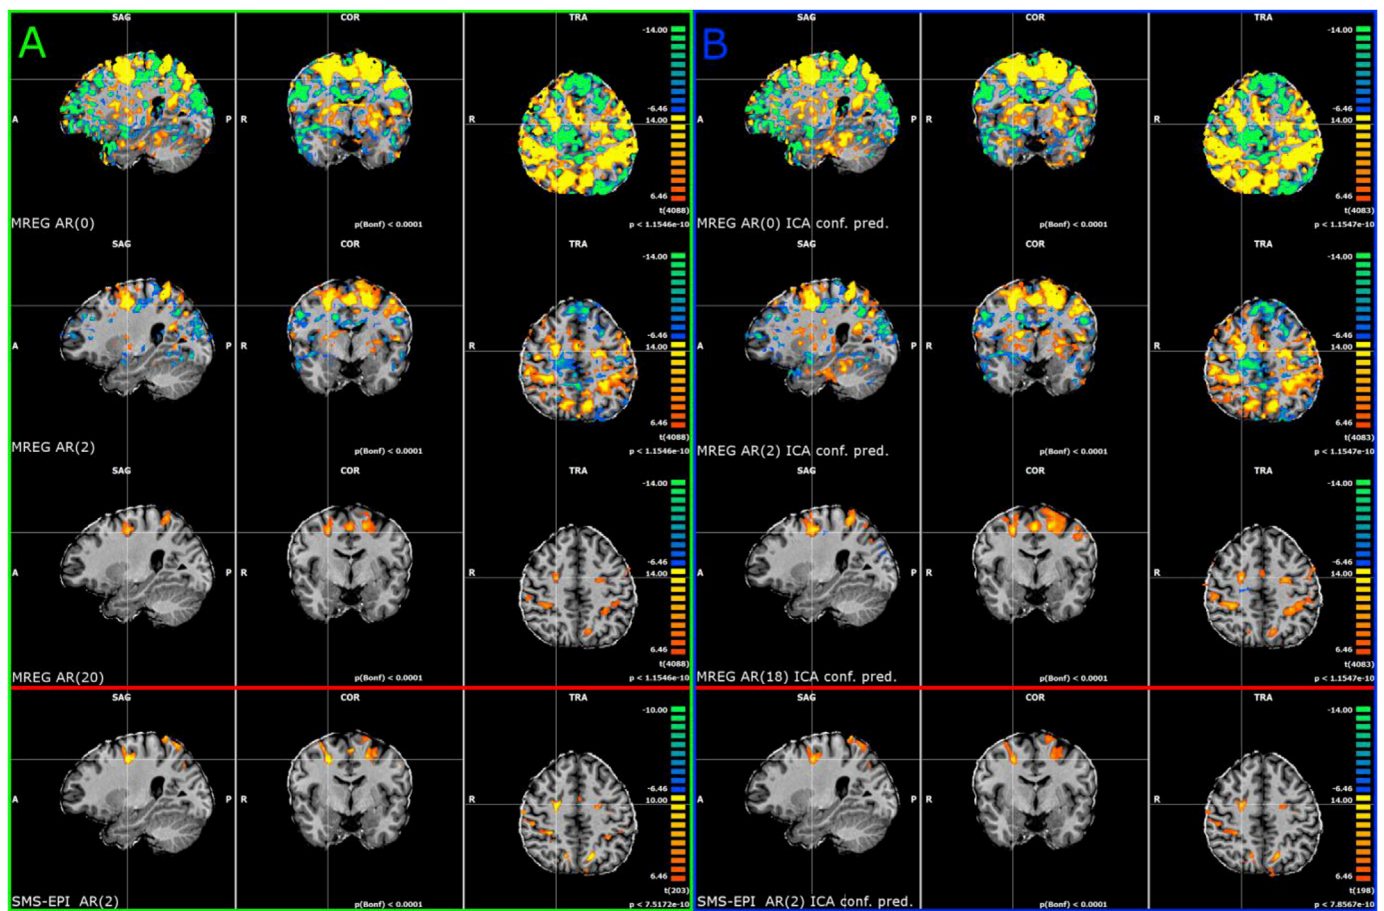 A
SAG COR TRA
-14.00
A P R R
-6.46
14.00
6.46
t(4088)
MREG AR(0) p(Bonf) < 0.0001 p < 1.1546e-10
SAG COR TRA
-14.00
A P R R
-6.46
14.00
6.46
t(4088)
MREG AR(2) p(Bonf) < 0.0001 p < 1.1546e-10
SAG COR TRA
-14.00
A P R R
-6.46
14.00
6.46
t(4088)
MREG AR(20) p(Bonf) < 0.0001 p < 1.1546e-10
SAG COR TRA
-10.00
A P R R
-6.46
10.00
6.46
t(203)
SMS-EPI AR(2) p(Bonf) < 0.0001 p < 7.5172e-10
B
SAG COR TRA
-14.00
A P R R
-6.46
14.00
6.46
t(4083)
MREG AR(0) ICA conf. pred. p(Bonf) < 0.0001 p < 1.1547e-10
SAG COR TRA
-14.00
A P R R
-6.46
14.00
6.46
t(4083)
MREG AR(2) ICA conf. pred. p(Bonf) < 0.0001 p < 1.1547e-10
SAG COR TRA
-14.00
A P R R
-6.46
14.00
6.46
t(4083)
MREG AR(18) ICA conf. pred. p(Bonf) < 0.0001 p < 1.1547e-10
SAG COR TRA
-14.00
A P R R
-6.46
14.00
6.46
t(198)
SMS-EPI AR(2) ICA conf. pred. p(Bonf) < 0.0001 p < 7.8567e-10